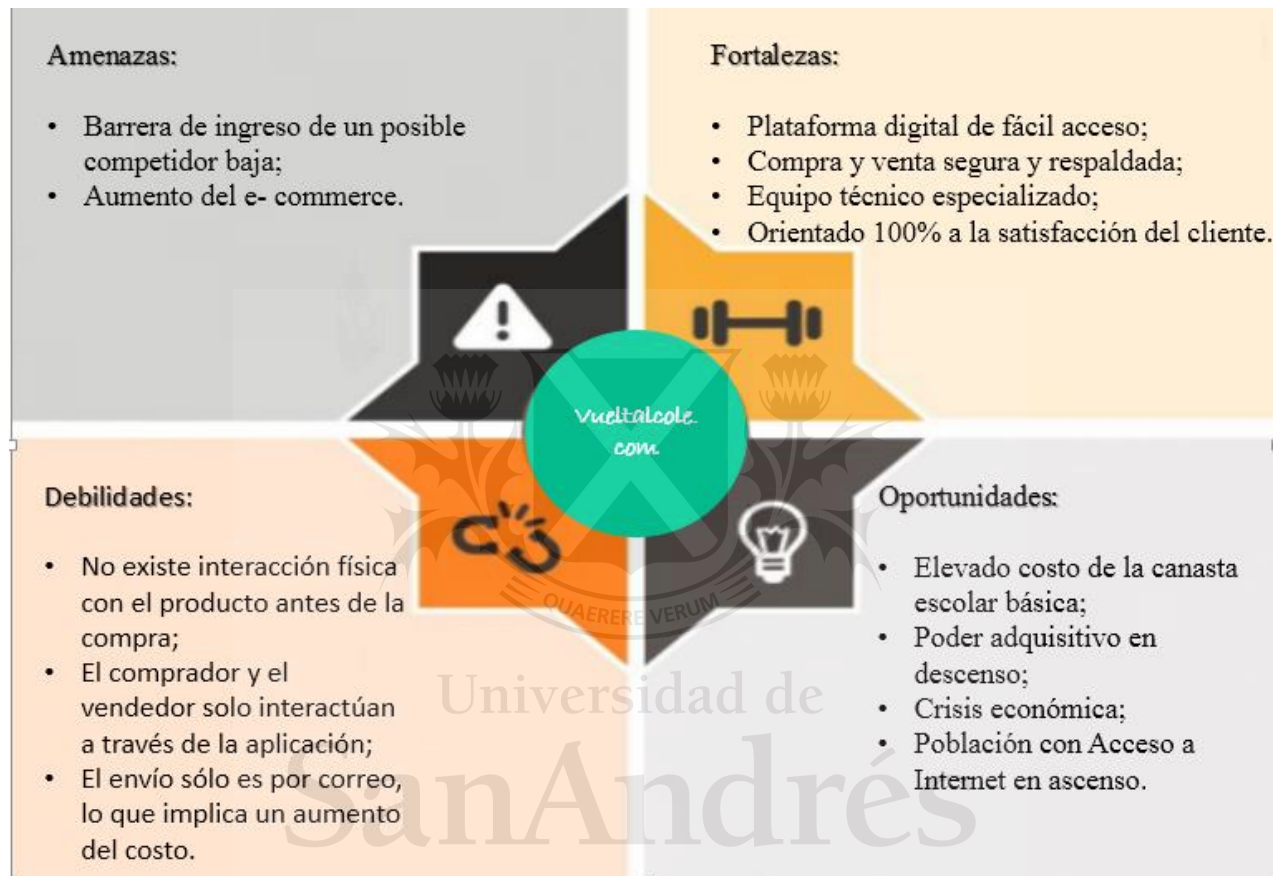 Amenazas:
• Barrera de ingreso de un posible
competidor baja;
• Aumento del e- commerce.
Fortalezas:
• Plataforma digital de fácil acceso;
• Compra y venta segura y respaldada;
• Equipo técnico especializado;
• Orientado 100% a la satisfacción del cliente.
Vueltalcole.
com
Debilidades:
• No existe interacción física
con el producto antes de la
compra;
• El comprador y el
vendedor solo interactúan
a través de la aplicación;
• El envío sólo es por correo,
lo que implica un aumento
del costo.
Oportunidades:
• Elevado costo de la canasta
escolar básica;
• Poder adquisitivo en
descenso;
• Crisis económica;
• Población con Acceso a
Internet en ascenso.
QUAERERE VERUM
Universidad de
SanAndrés